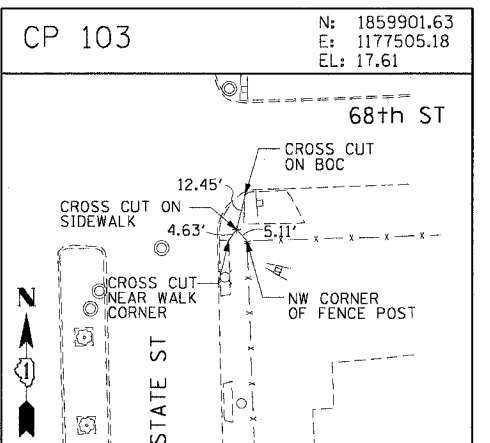 CP 103
N: 1859901.63
E: 1177505.18
EL: 17.61
68th ST
CROSS CUT
ON BOC
12.45'
CROSS CUT ON
SIDEWALK
4.63'
5.11'
CROSS CUT
NEAR WALK
CORNER
NW CORNER
OF FENCE POST
N
1
STATE ST